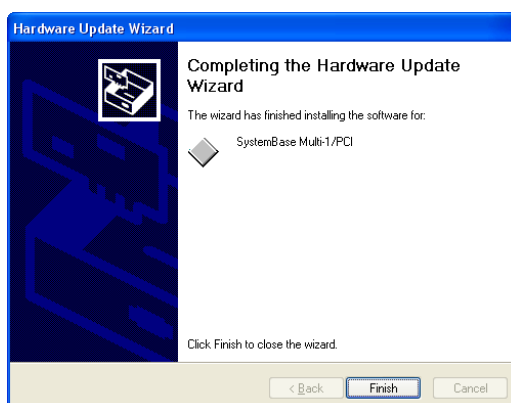 Hardware Update Wizard
Completing the Hardware Update
Wizard
The wizard has finished installing the software for:
SystemBase Multi-1/PCI
Click Finish to close the wizard.
< Back Finish Cancel